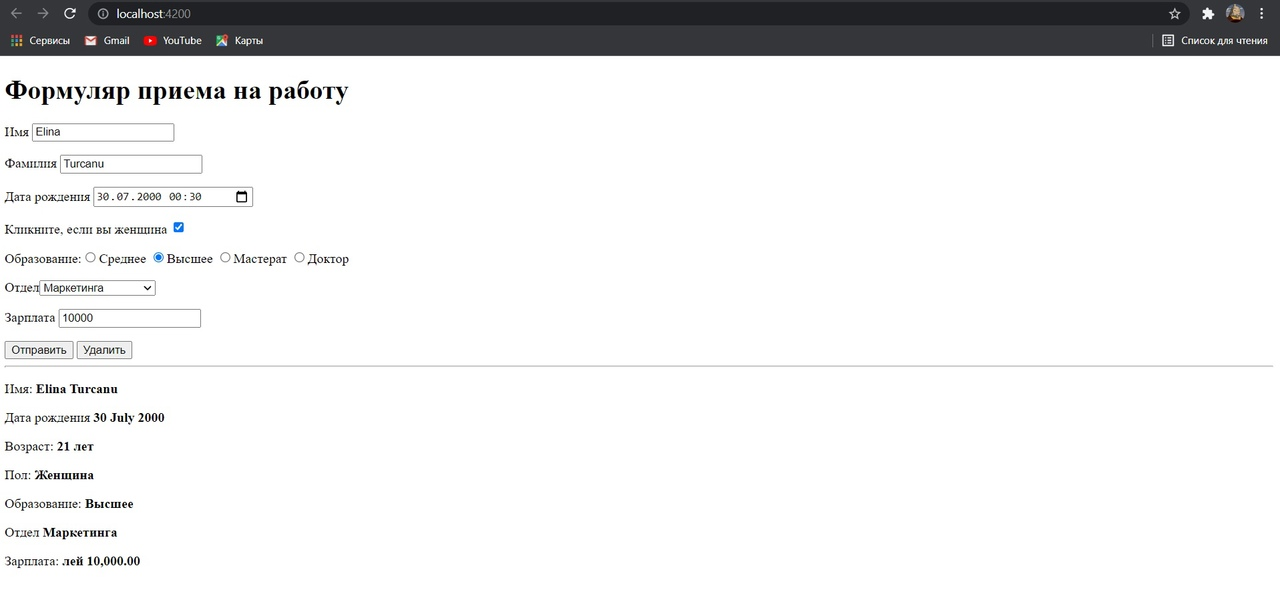 localhost:4200
Сервисы Gmail YouTube Карты Список для чтения
Формуляр приема на работу
Имя Elina
Фамилия Turcanu
Дата рождения 30.07.2000 00:30
Кликните, если вы женщина
Образование: Среднее Высшее Мастерат Доктор
Отдел Маркетинга
Зарплата 10000
Отправить Удалить
Имя: Elina Turcanu
Дата рождения 30 July 2000
Возраст: 21 лет
Пол: Женщина
Образование: Высшее
Отдел Маркетинга
Зарплата: лей 10,000.00